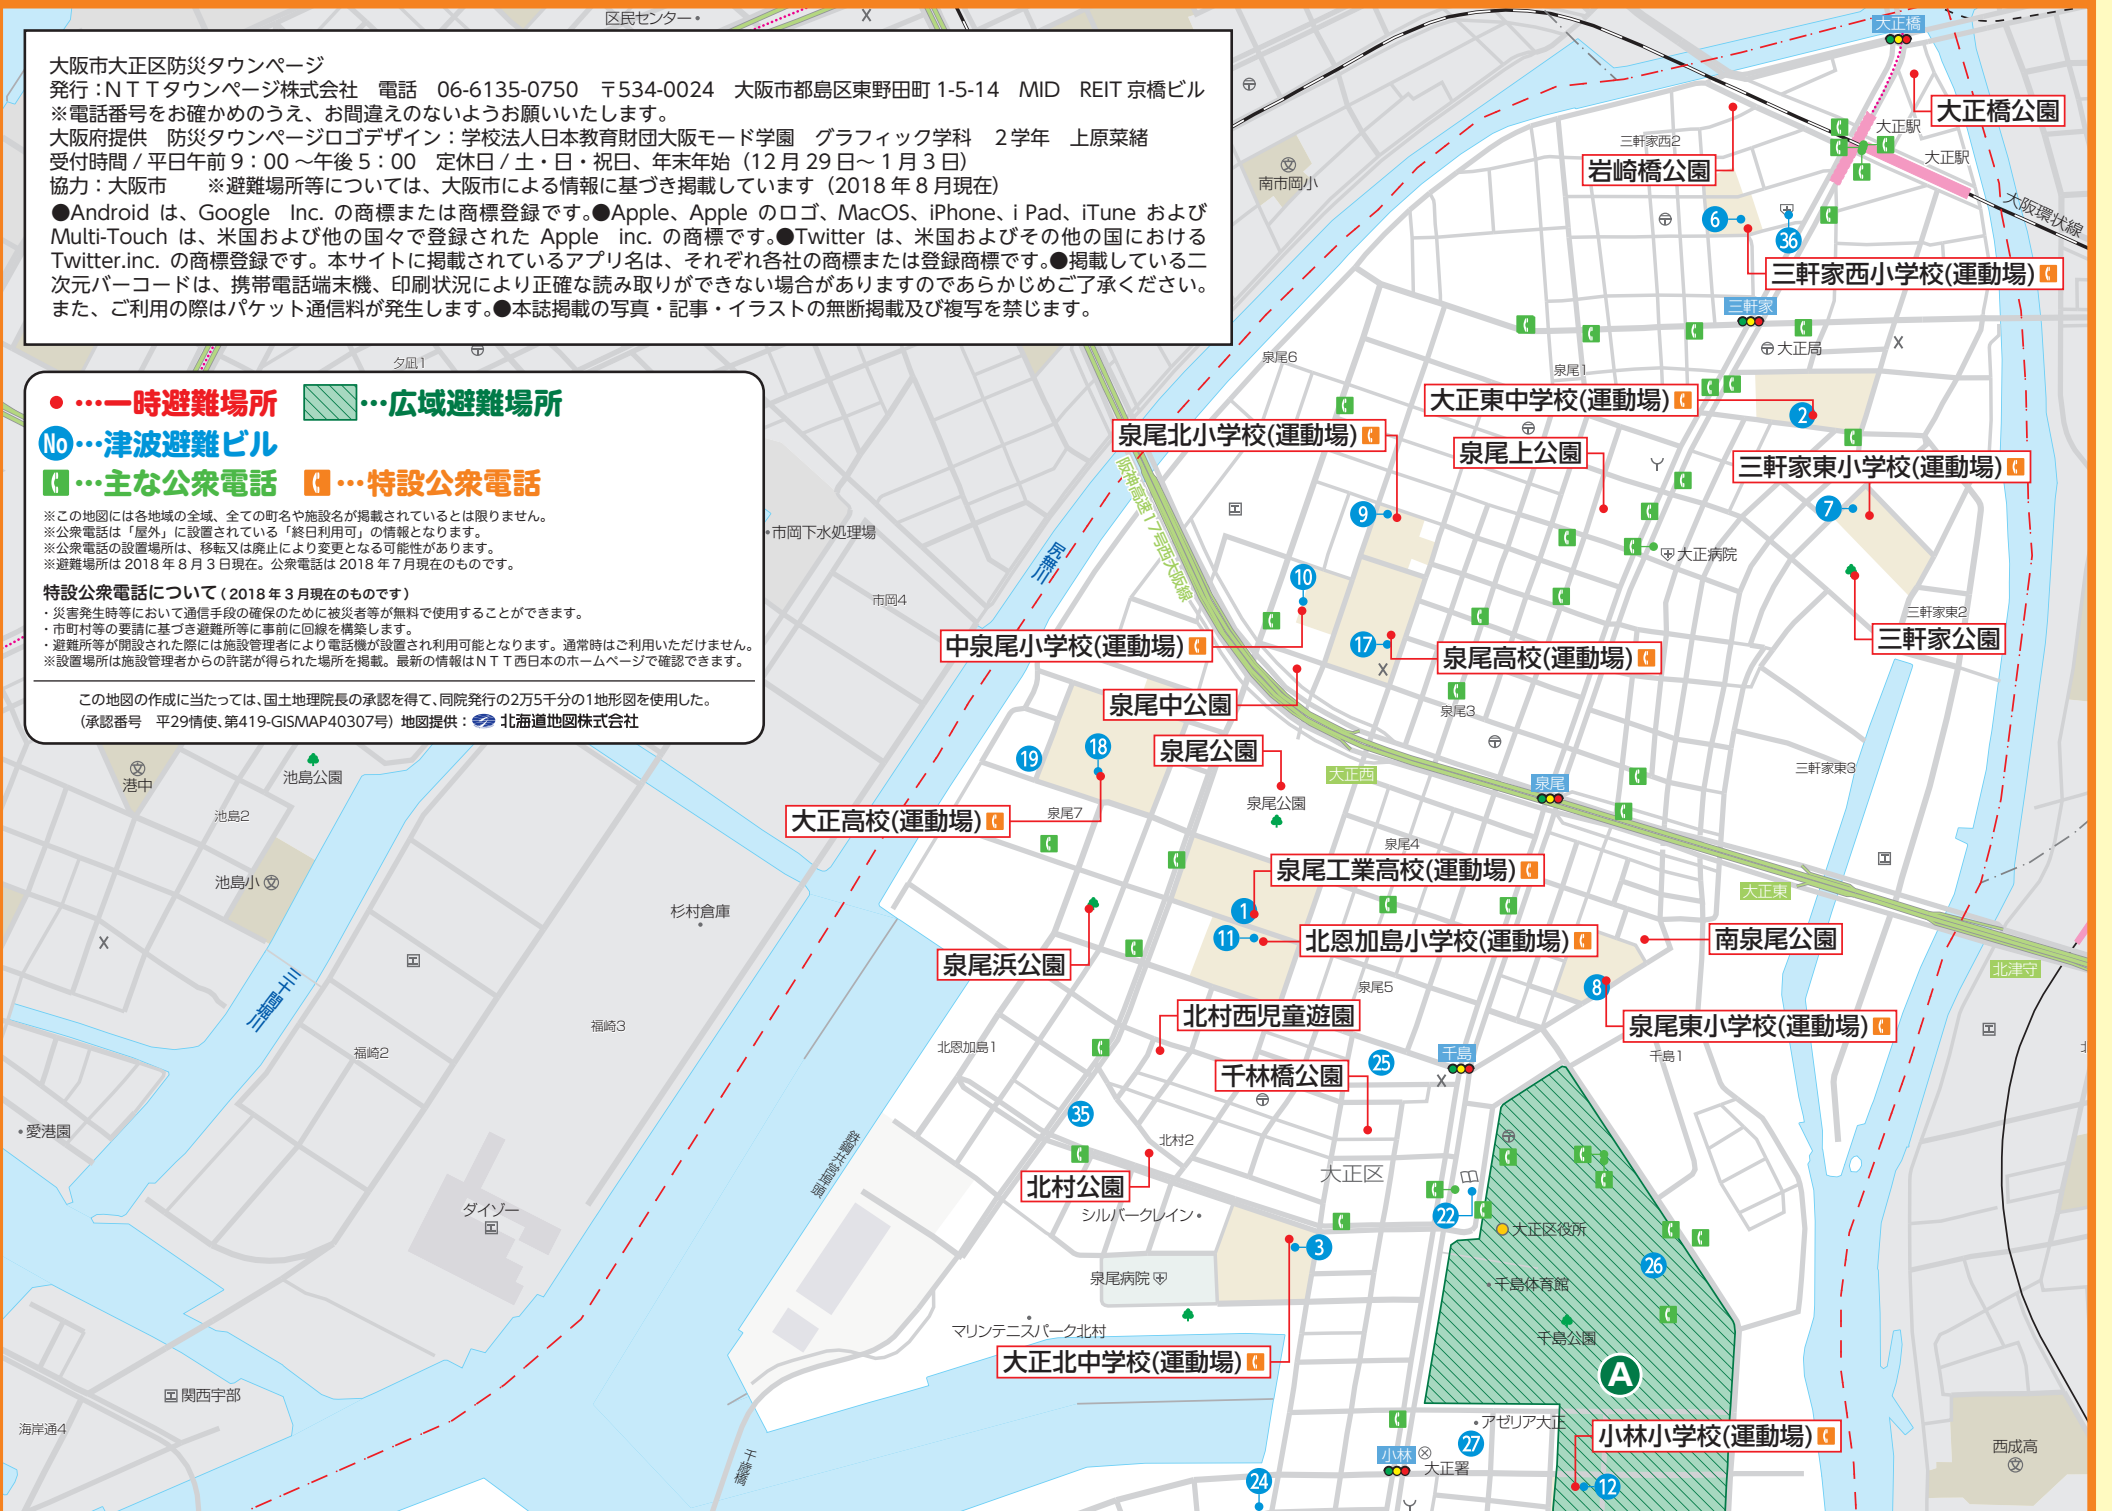 区民センター
大阪市大正区防災タウンページ
発行：NTTタウンページ株式会社　電話　06-6135-0750　〒534-0024　大阪市都島区東野田町 1-5-14　MID　REIT 京橋ビル
※電話番号をお確かめのうえ、お間違えのないようお願いいたします。
大阪府提供　防災タウンページロゴデザイン：学校法人日本教育財団大阪モード学園　グラフィック学科　2学年　上原菜緒
受付時間 / 平日午前 9：00 ～午後 5：00　定休日 / 土・日・祝日、年末年始（12 月 29 日～ 1 月 3 日）
協力：大阪市　　※避難場所等については、大阪市による情報に基づき掲載しています（2018 年 8 月現在）
●Android は、Google　Inc. の商標または商標登録です。●Apple、Apple のロゴ、MacOS、iPhone、i Pad、iTune および
Multi-Touch は、米国および他の国々で登録された Apple　inc. の商標です。●Twitter は、米国およびその他の国における
Twitter.inc. の商標登録です。本サイトに掲載されているアプリ名は、それぞれ各社の商標または登録商標です。●掲載している二
次元バーコードは、携帯電話端末機、印刷状況により正確な読み取りができない場合がありますのであらかじめご了承ください。
また、ご利用の際はパケット通信料が発生します。●本誌掲載の写真・記事・イラストの無断掲載及び複写を禁じます。
夕凪1
●…一時避難場所　…広域避難場所
No…津波避難ビル
…主な公衆電話　…特設公衆電話
※この地図には各地域の全域、全ての町名や施設名が掲載されているとは限りません。
※公衆電話は「屋外」に設置されている「終日利用可」の情報となります。
※公衆電話の設置場所は、移転又は廃止により変更となる可能性があります。
※避難場所は 2018 年 8 月 3 日現在。公衆電話は 2018 年 7 月現在のものです。
特設公衆電話について ( 2018 年 3 月現在のものです )
・災害発生時等において通信手段の確保のために被災者等が無料で使用することができます。
・市町村等の要請に基づき避難所等に事前に回線を構築します。
・避難所等が開設された際には施設管理者により電話機が設置され利用可能となります。通常時はご利用いただけません。
※設置場所は施設管理者からの許諾が得られた場所を掲載。最新の情報はNTT西日本のホームページで確認できます。
この地図の作成に当たっては、国土地理院長の承認を得て、同院発行の2万5千分の1地形図を使用した。
(承認番号　平29情使、第419-GISMAP40307号) 地図提供：北海道地図株式会社
大正橋
大正橋公園
大正駅
大正駅
三軒家西2
岩崎橋公園
南市岡小
大阪環状線
6
36
三軒家西小学校(運動場)
三軒家
大正局
泉尾6
泉尾1
大正東中学校(運動場)
2
泉尾北小学校(運動場)
泉尾上公園
三軒家東小学校(運動場)
阪神高速17号西大阪線
9
7
市岡下水処理場
尻無川
大正病院
10
市岡4
三軒家東2
三軒家公園
中泉尾小学校(運動場)
17
泉尾高校(運動場)
泉尾中公園
泉尾3
19
18
泉尾公園
大正西
泉尾
三軒家東3
港中
池島公園
池島2
泉尾公園
大正高校(運動場)
泉尾7
泉尾4
泉尾工業高校(運動場)
池島小
大正東
杉村倉庫
1
11
北恩加島小学校(運動場)
南泉尾公園
泉尾浜公園
北津守
三十間堀川
泉尾5
8
北村西児童遊園
泉尾東小学校(運動場)
福崎3
福崎2
北恩加島1
25
千島
千島1
千林橋公園
35
愛港園
鉄鋼共営埠頭
北村2
大正区
北村公園
シルバークレイン
22
大正区役所
ダイゾー
3
26
泉尾病院
千島体育館
マリンテニスパーク北村
千島公園
大正北中学校(運動場)
A
関西宇部
海岸通4
アゼリア大正
小林小学校(運動場)
27
小林
大正署
西成高
千歳橋
24
12